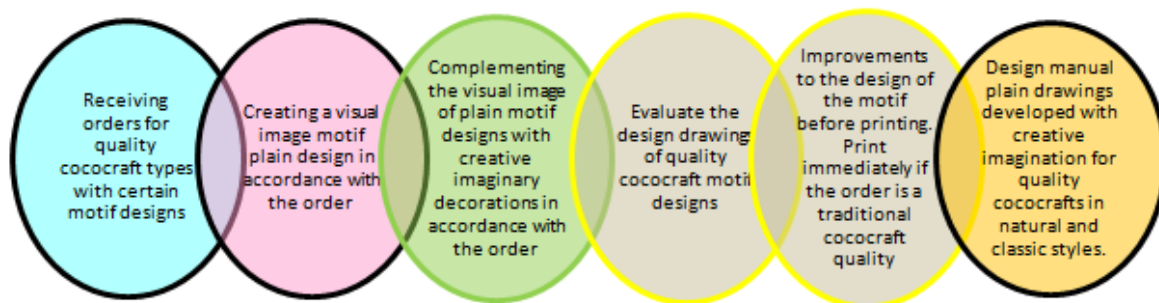 Receiving
orders for
quality
cococraft types
with certain
motif designs
Creating a visual
image motif
plain design in
accordance with
the order
Complementing
the visual image
of plain motif
designs with
creative
imaginary
decorations in
accordance with
the order
Evaluate the
design drawings
of quality
cococraft motif
designs
Improvements
to the design of
the motif
before printing.
Print
immediately if
the order is a
traditional
cococraft
quality
Design manual
plain drawings
developed with
creative
imagination for
quality
cococrafts in
natural and
classic styles.